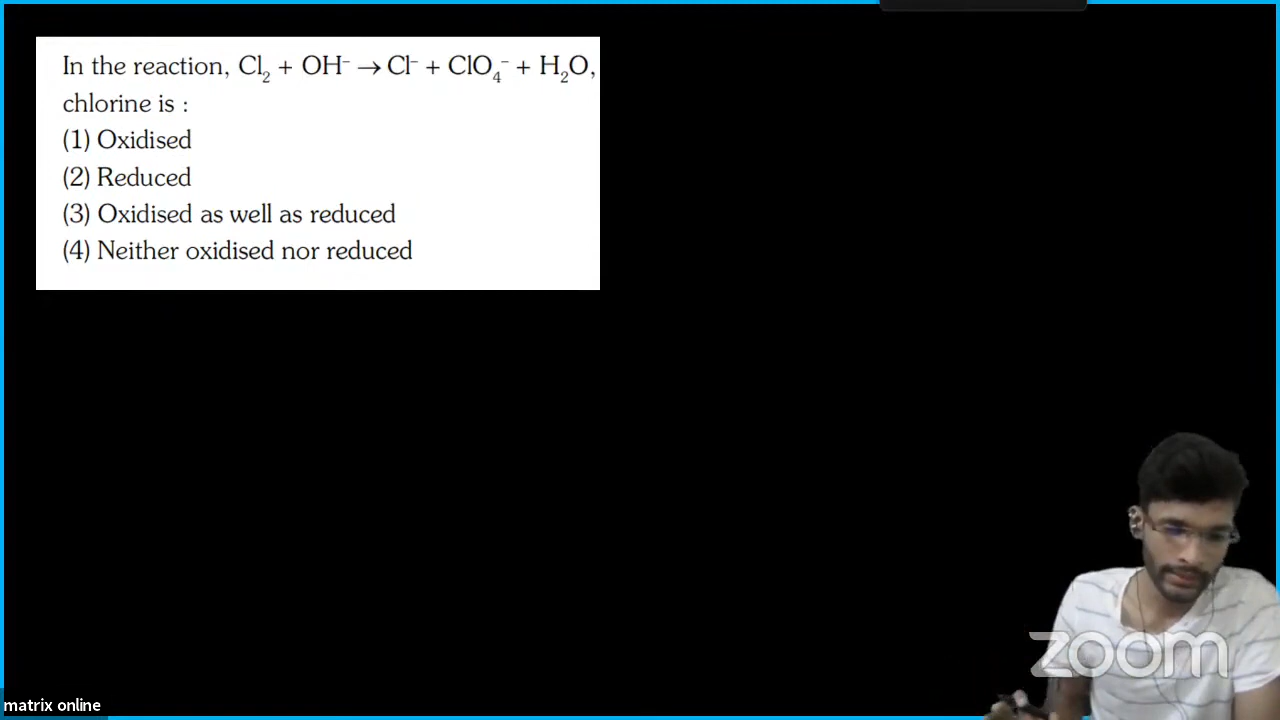 In the reaction, Cl₂ + OH⁻ → Cl⁻ + ClO₄⁻ + H₂O,
chlorine is :
(1) Oxidised
(2) Reduced
(3) Oxidised as well as reduced
(4) Neither oxidised nor reduced
zoom
matrix online